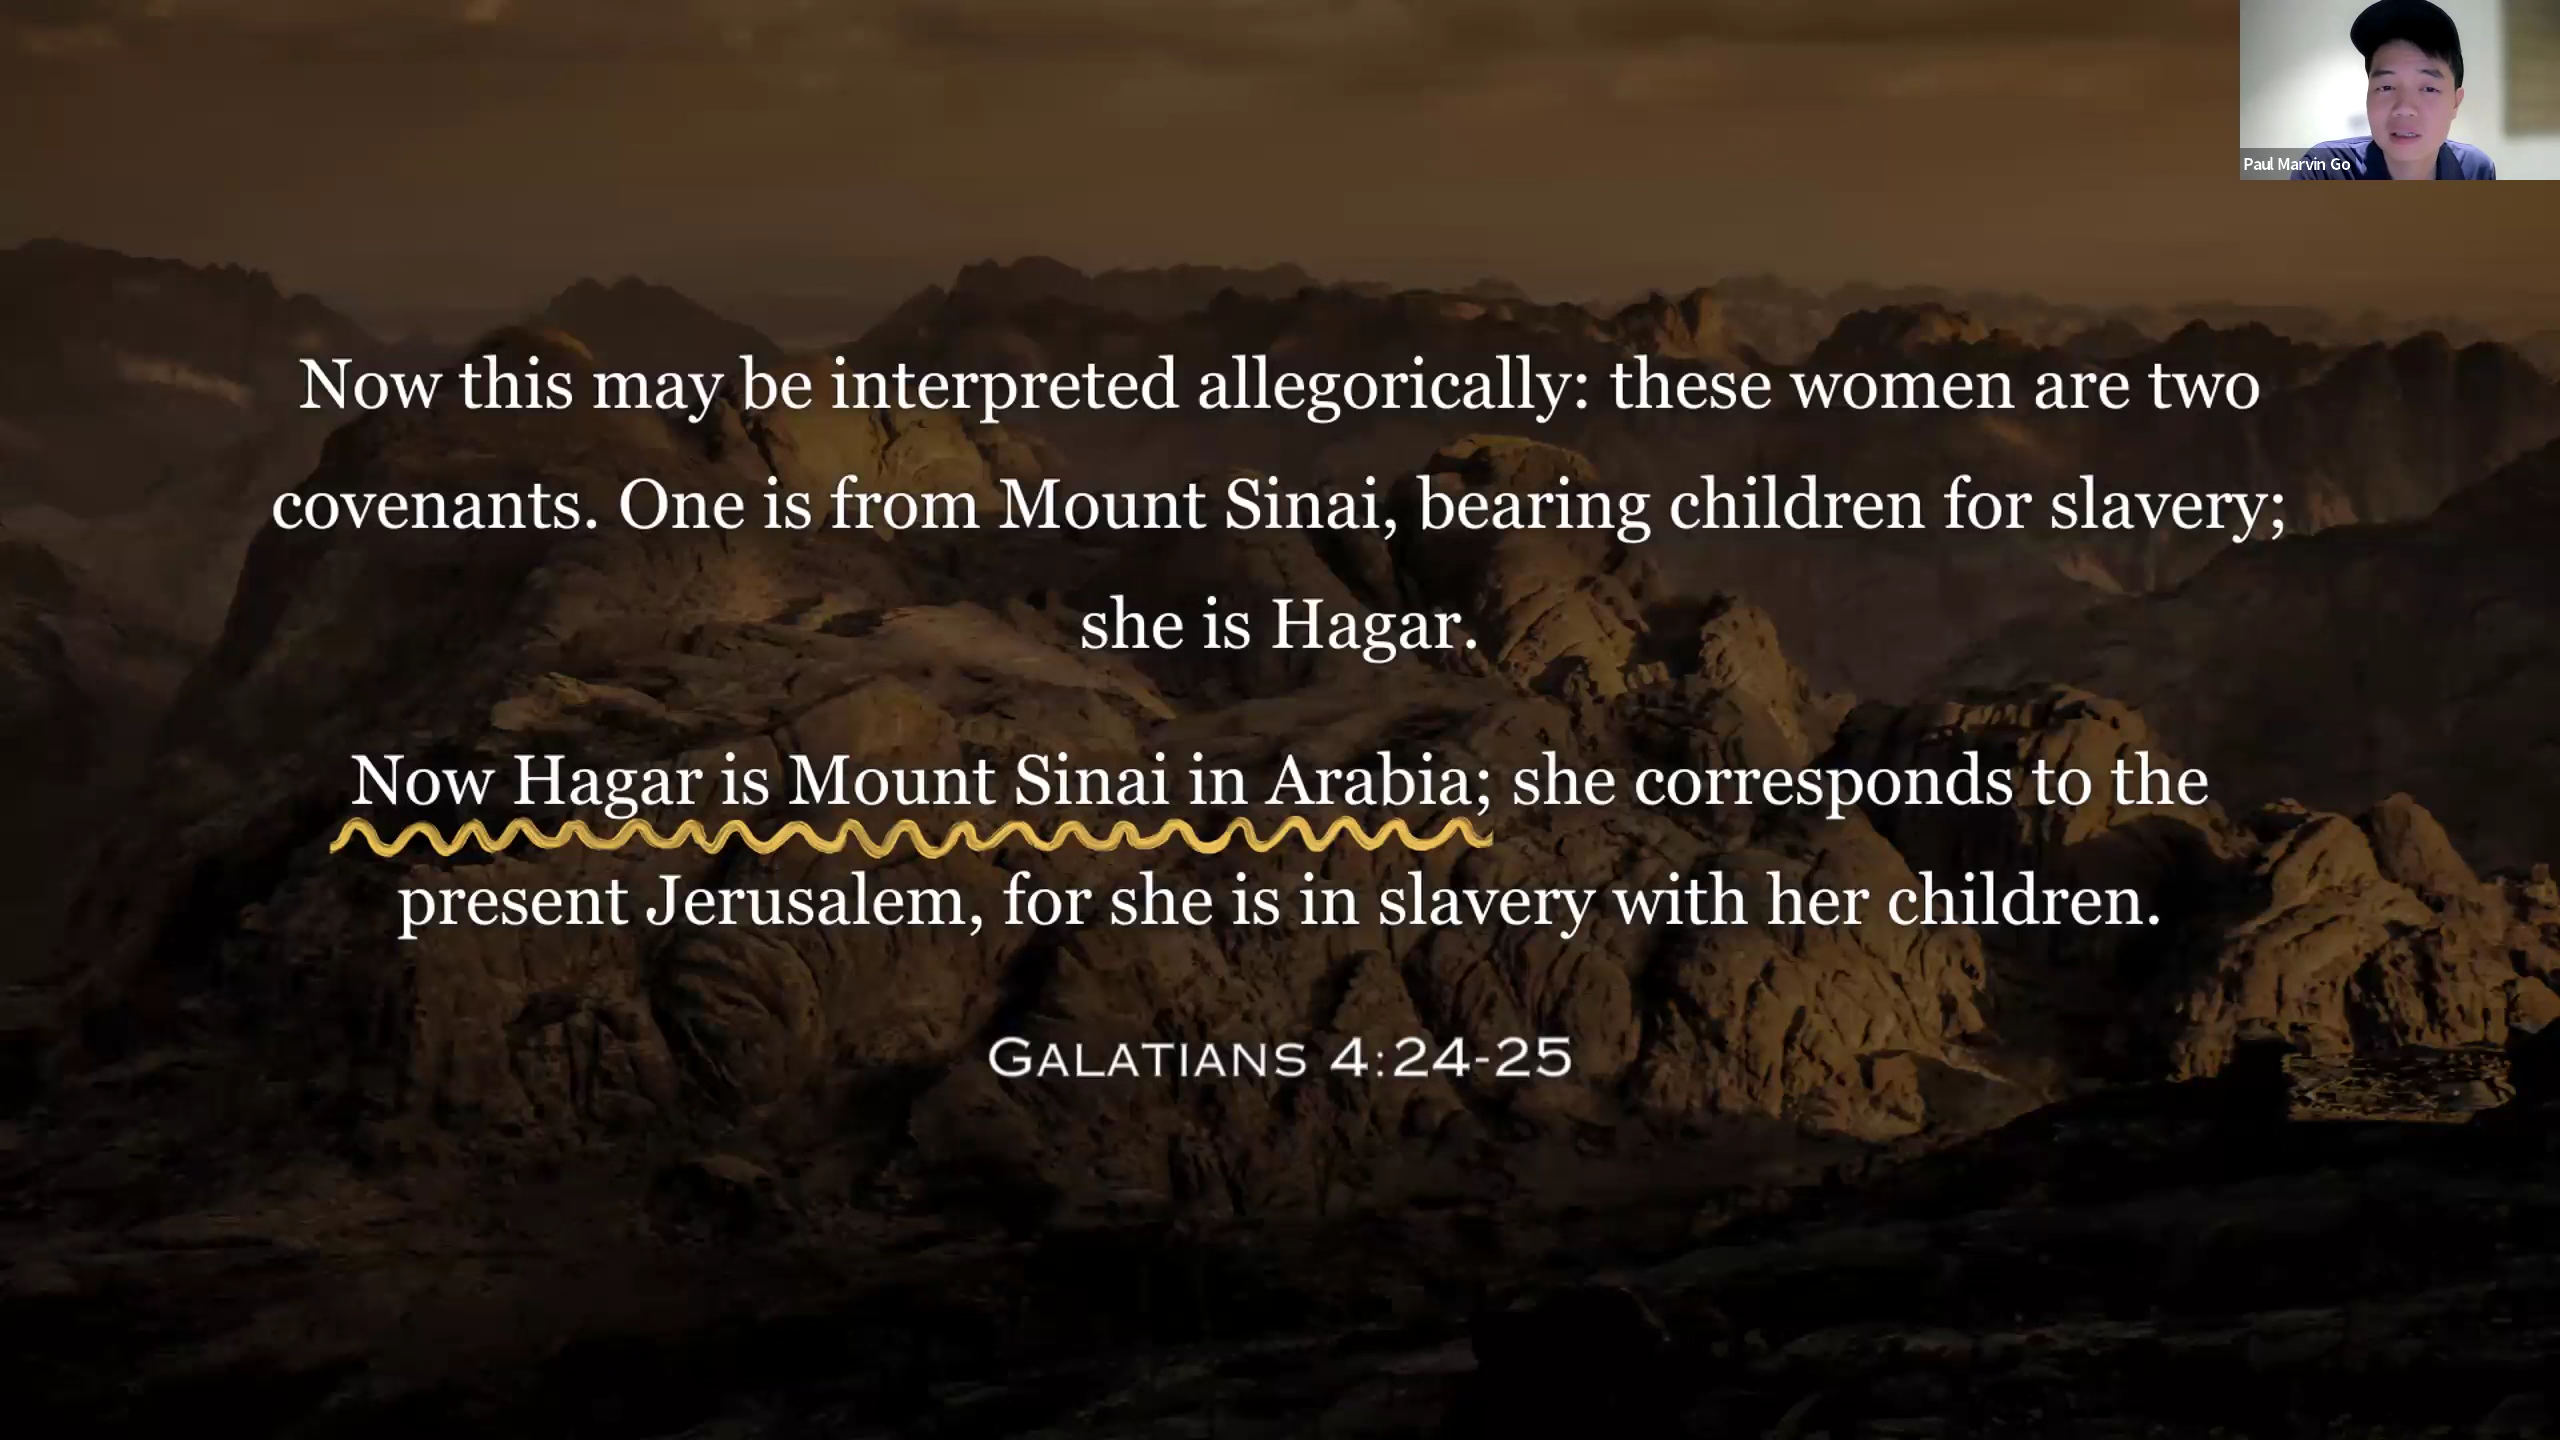 Paul Marvin Go
Now this may be interpreted allegorically: these women are two
covenants. One is from Mount Sinai, bearing children for slavery;
she is Hagar.
Now Hagar is Mount Sinai in Arabia; she corresponds to the
present Jerusalem, for she is in slavery with her children.
GALATIANS 4:24-25